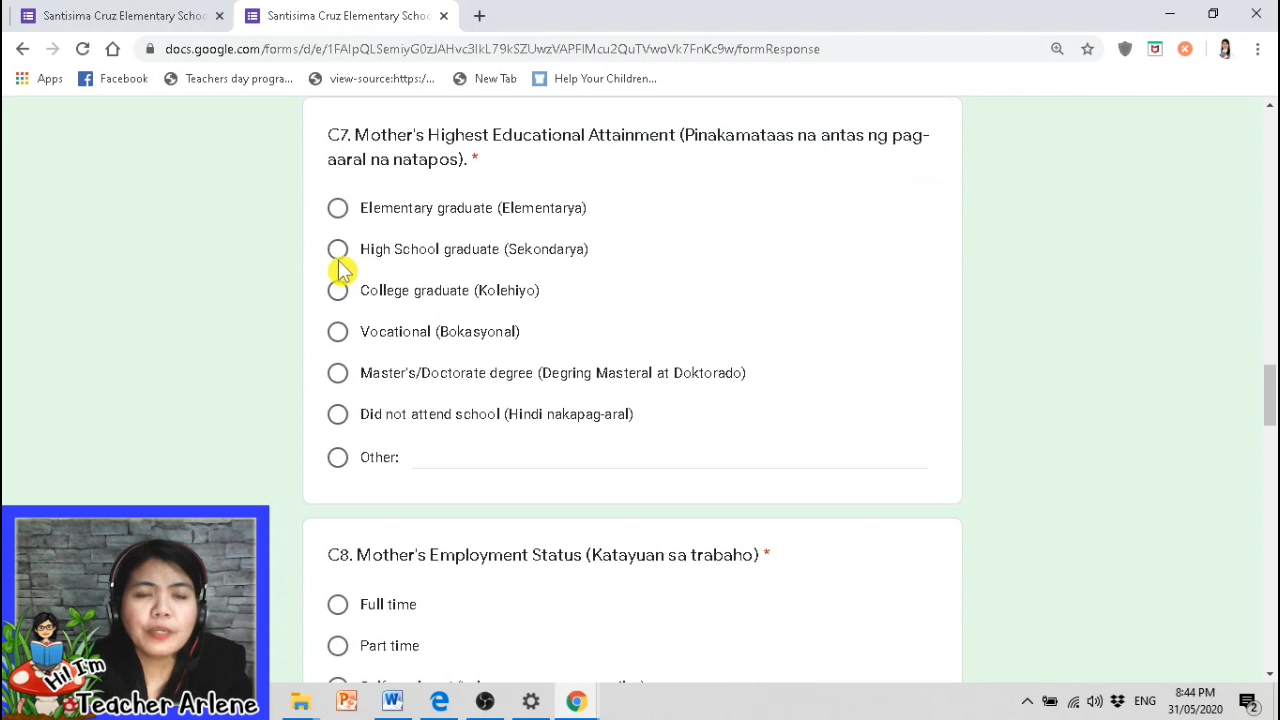 Santisima Cruz Elementary Schoo
Santisima Cruz Elementary Schoo
docs.google.com/forms/d/e/1FAIpQLSemiyG0zJAHvc3lkL79kSZUwzVAPFIMcu2QuTVwoVk7FnKc9w/formResponse
Apps
Facebook
Teachers day progra...
view-source:https:/...
New Tab
Help Your Children...
C7. Mother's Highest Educational Attainment (Pinakamataas na antas ng pag-
aaral na natapos). *
Elementary graduate (Elementarya)
High School graduate (Sekondarya)
College graduate (Kolehiyo)
Vocational (Bokasyonal)
Master's/Doctorate degree (Degring Masteral at Doktorado)
Did not attend school (Hindi nakapag-aral)
Other:
C8. Mother's Employment Status (Katayuan sa trabaho) *
Full time
Part time
Hi! I'm
Teacher Arlene
ENG
8:44 PM
31/05/2020
2